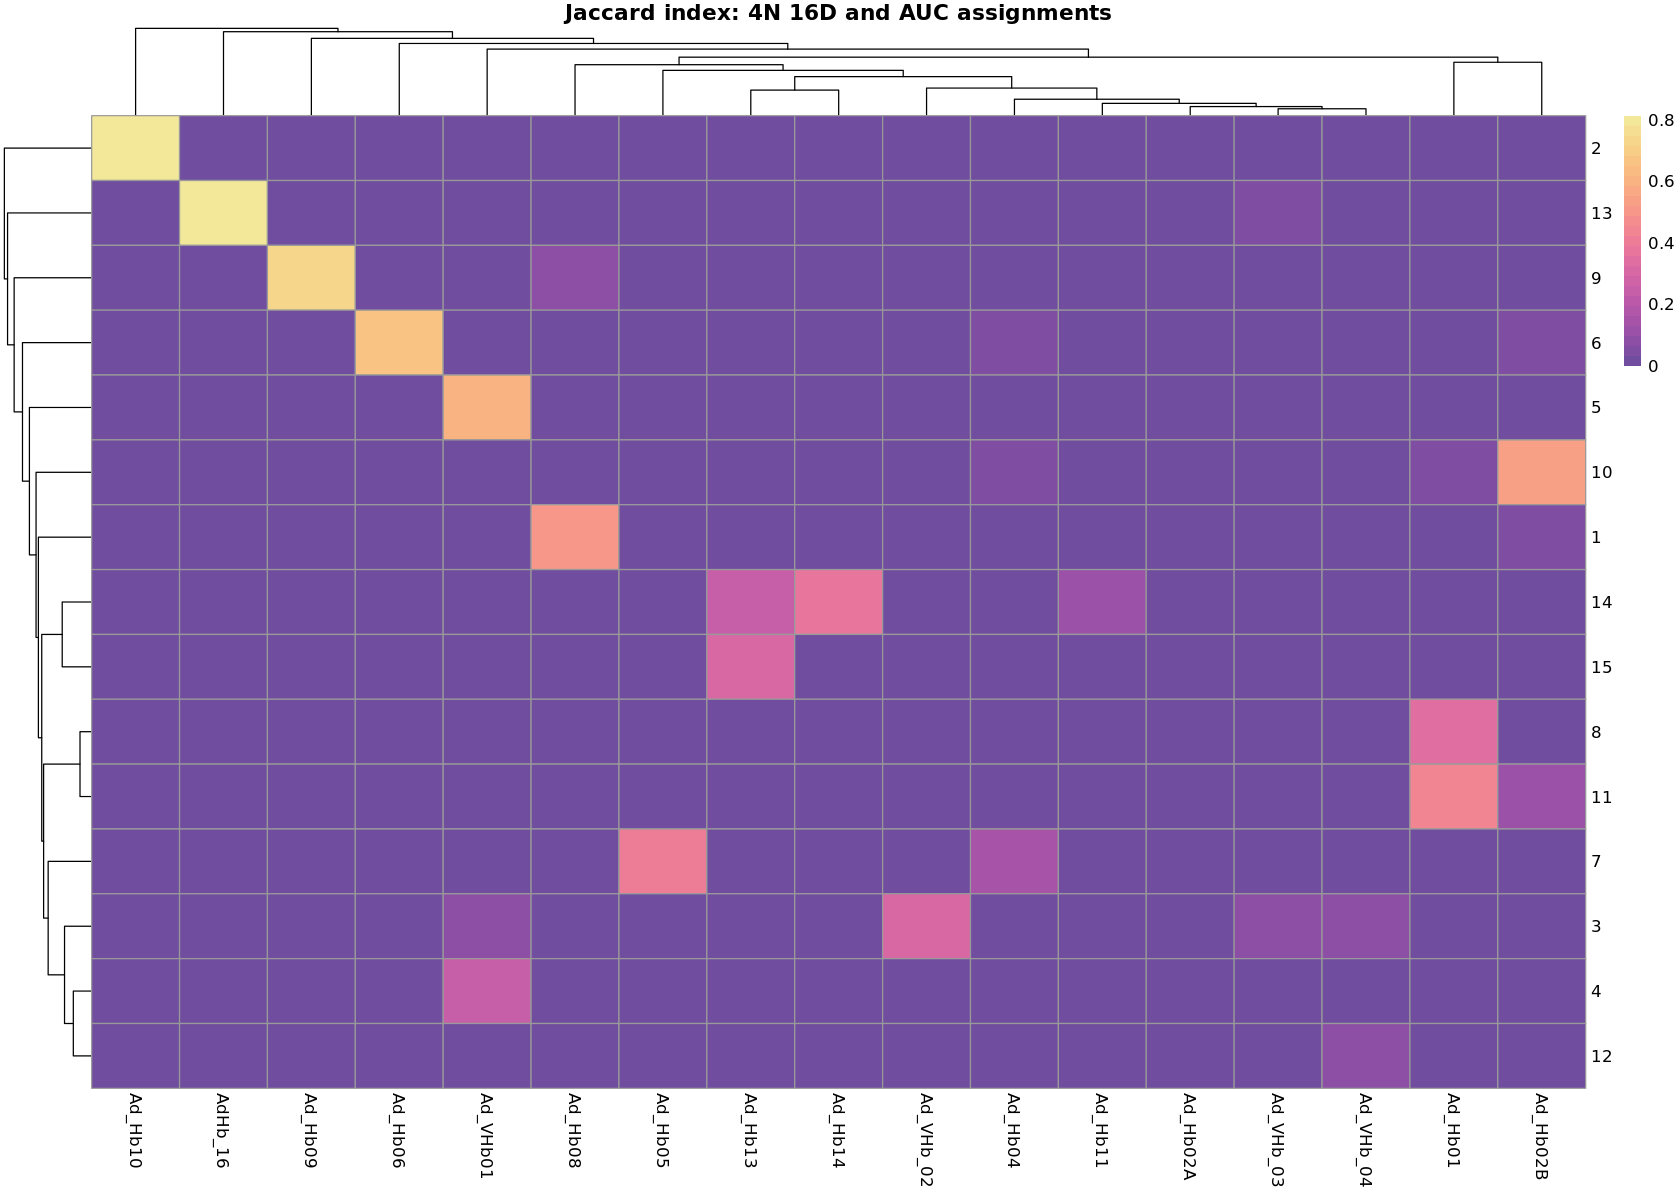 Jaccard index: 4N 16D and AUC assignments
0.8
0.6
0.4
0.2
0
2
13
9
6
5
10
1
14
15
8
11
7
3
4
12
Ad_Hb10
AdHb_16
Ad_Hb09
Ad_Hb06
Ad_VHb01
Ad_Hb08
Ad_Hb05
Ad_Hb13
Ad_Hb14
Ad_VHb_02
Ad_Hb04
Ad_Hb11
Ad_Hb02A
Ad_VHb_03
Ad_VHb_04
Ad_Hb01
Ad_Hb02B